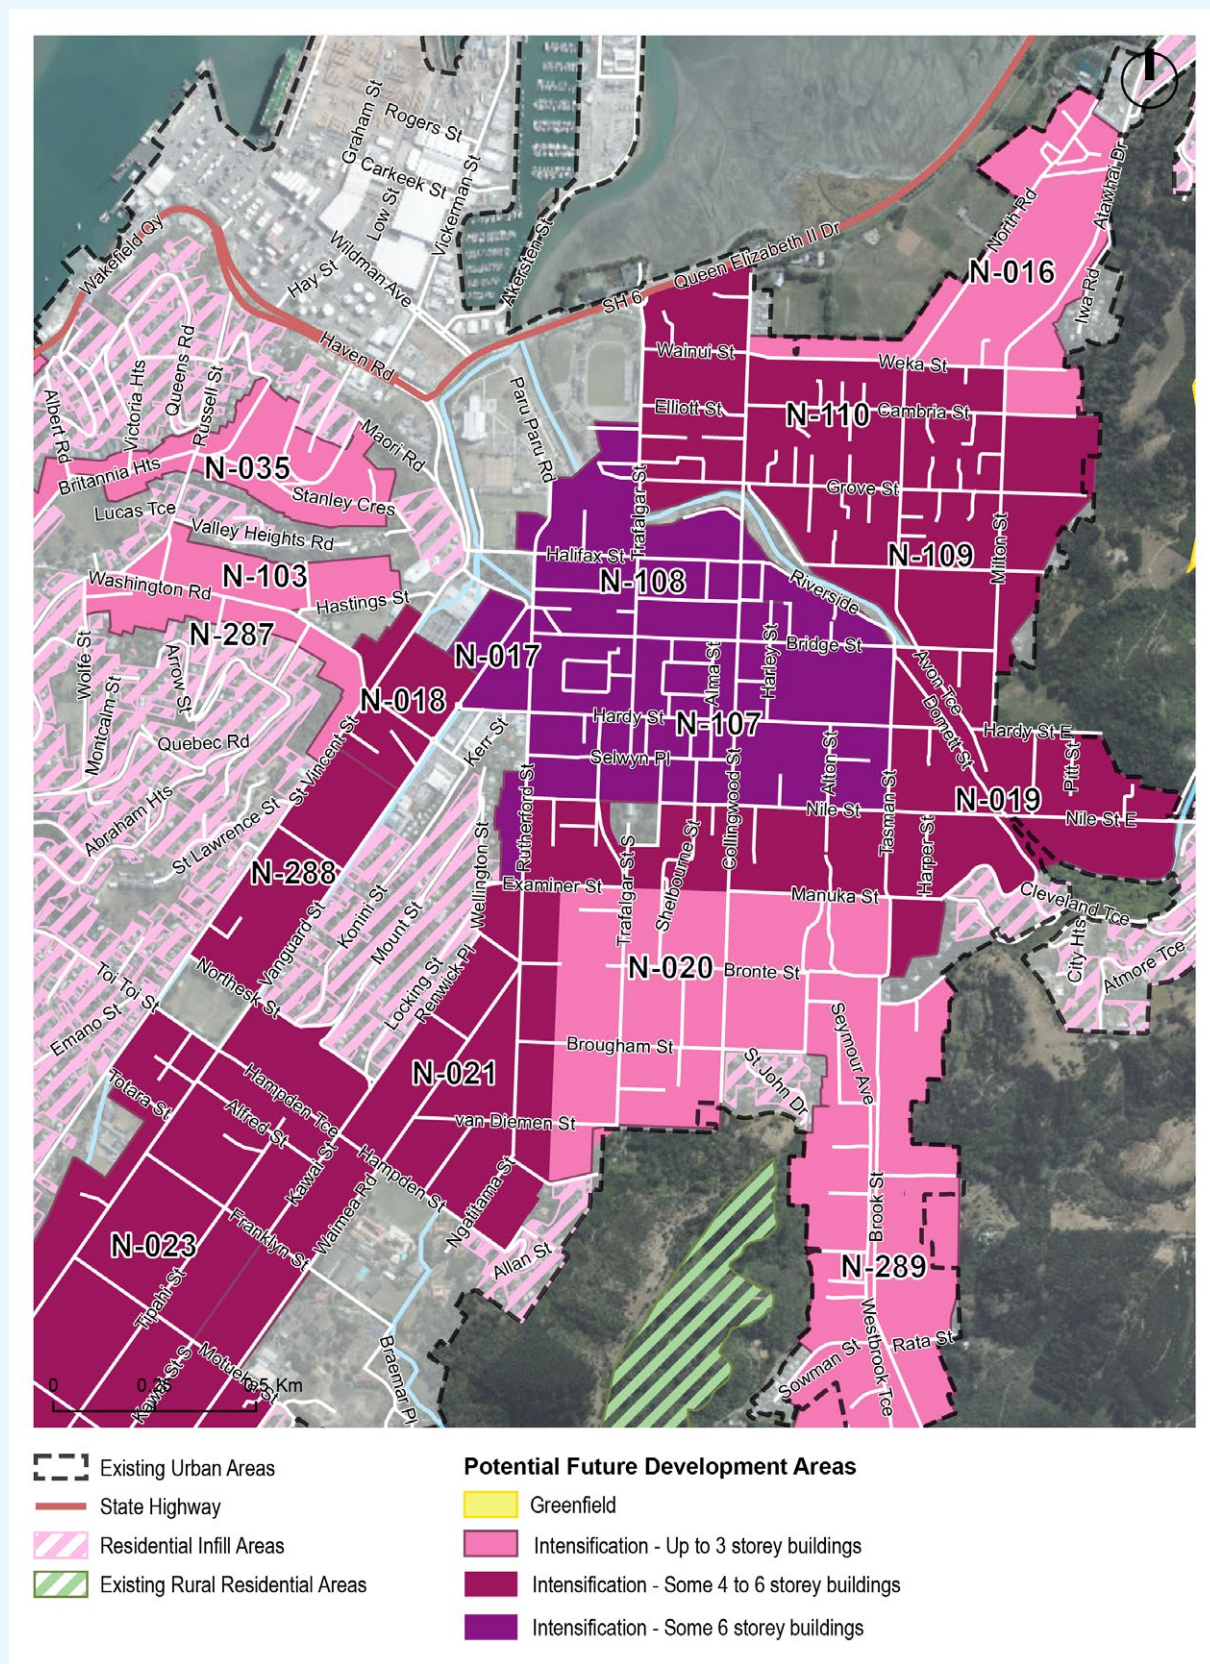 Graham St
Rogers St
Carkeek St
Low St
Vickerman St
Wildman Ave
Hay St
Akersten St
Wakefield Qy
Haven Rd
SH 6
Queen Elizabeth II Dr
North Rd
Atawhai Dr
N-016
Iwa Rd
Albert Rd
Victoria Hts
Queens Rd
Russell St
Maori Rd
Paru Paru Rd
Wainui St
Weka St
Elliott St
N-110
Cambria St
Britannia Hts
N-035
Stanley Cres
Lucas Tce
Valley Heights Rd
Trafalgar St
Grove St
Milton St
N-109
Halifax St
N-108
Riverside
Washington Rd
N-103
Hastings St
N-287
Wolfe St
Arrow St
Montcalm St
Quebec Rd
N-018
N-017
Alma St
Harley St
Bridge St
Avon Tce
Domett St
Hardy St
N-107
Hardy St E
Kerr St
Selwyn Pl
St Vincent St
Abraham Hts
St Lawrence St
Rutherford St
Collingwood St
Alton St
Tasman St
Nile St
N-019
Pitt St
Nile St E
N-288
Wellington St
Examiner St
Trafalgar St S
Shelbourne St
Manuka St
Harper St
Cleveland Tce
City Hts
Atmore Tce
Vanguard St
Konini St
Mount St
Locking St
Renwick Pl
N-020
Bronte St
Toi Toi St
Northesk St
Emano St
Seymour Ave
Brougham St
St John Dr
N-021
Totara St
Hampden Tce
Alfred St
van Diemen St
Kawai St
Hampden St
Waimea Rd
Ngatitama St
Brook St
N-023
Franklyn St
Allan St
N-289
Tipahi St
Motueka St
Kawai St S
Braemar Pl
Sowman St
Westbrook Tce
Rata St
0 0.25 0.5 Km
Existing Urban Areas
State Highway
Residential Infill Areas
Existing Rural Residential Areas
Potential Future Development Areas
Greenfield
Intensification - Up to 3 storey buildings
Intensification - Some 4 to 6 storey buildings
Intensification - Some 6 storey buildings